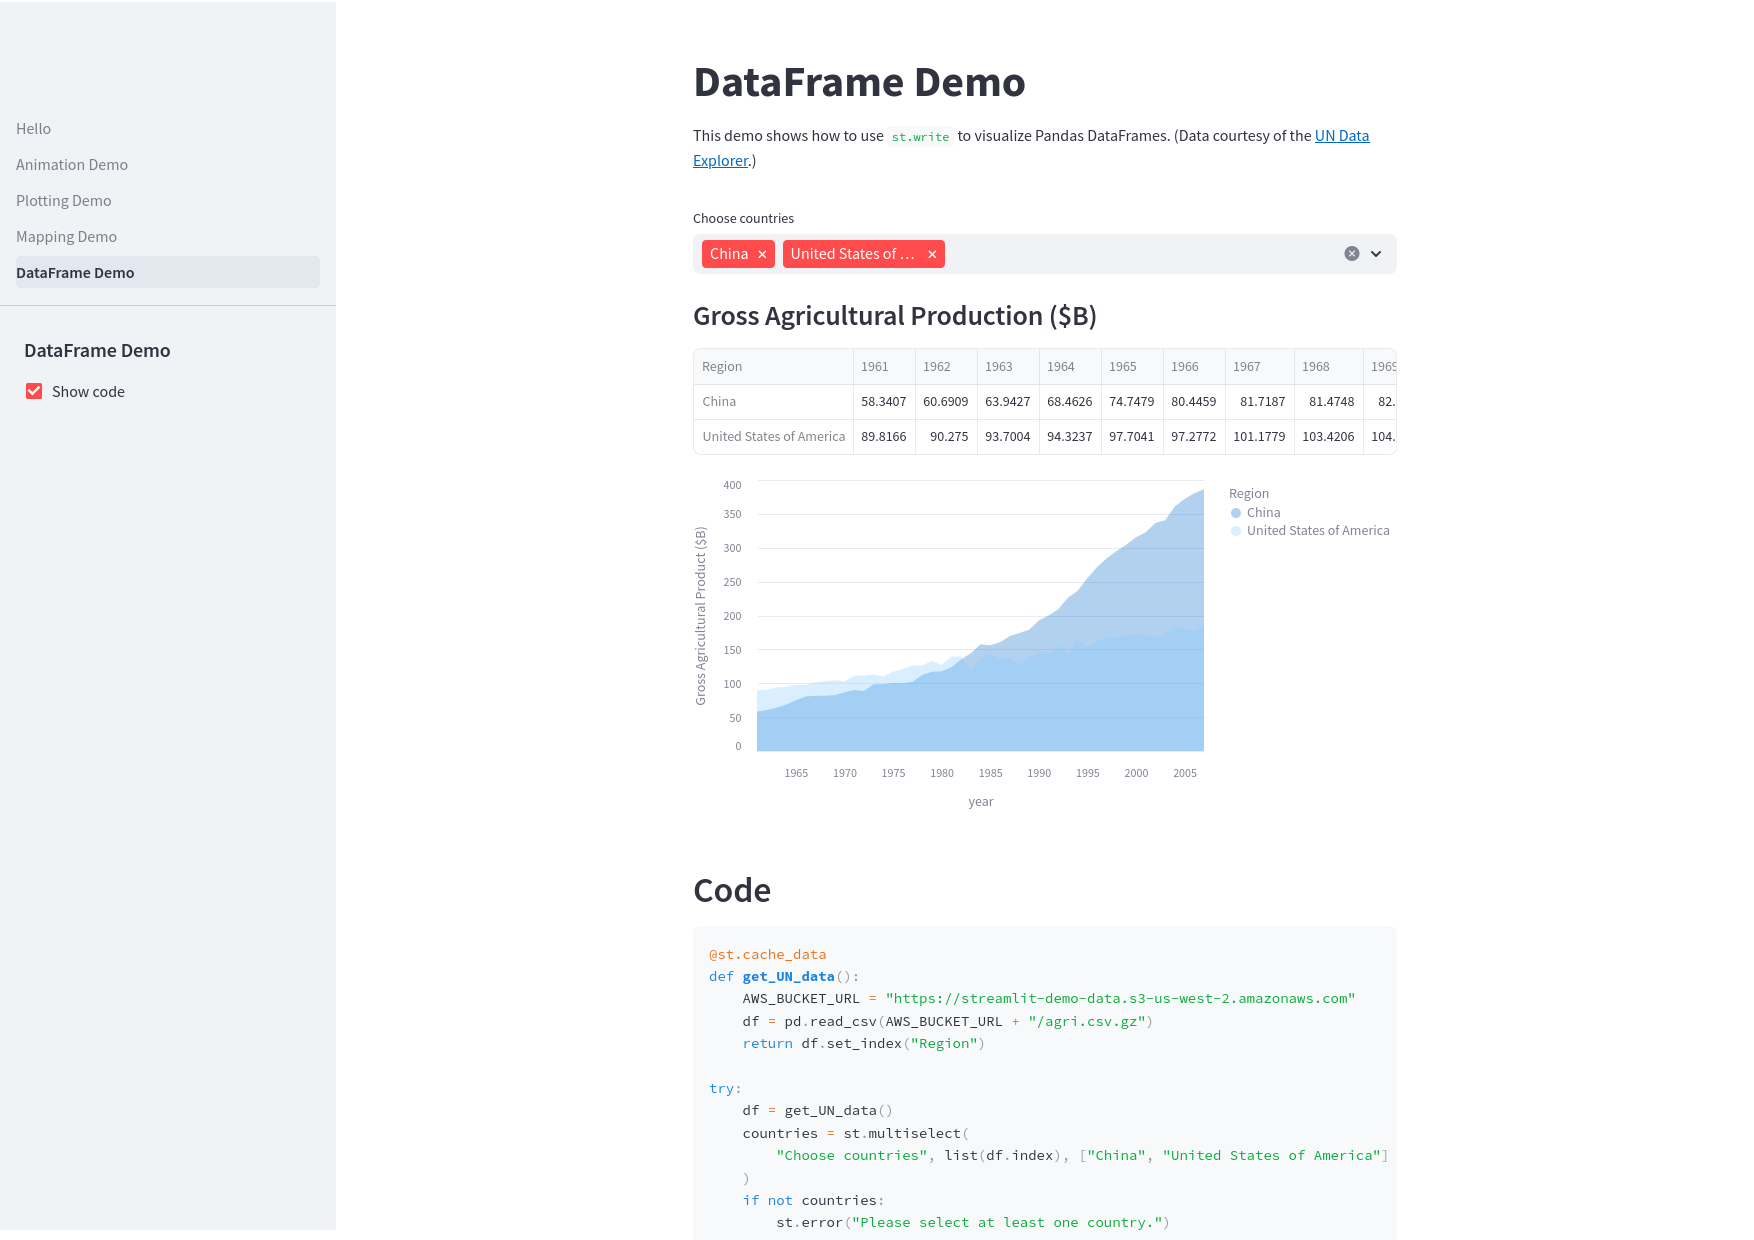 Hello
Animation Demo
Plotting Demo
Mapping Demo
DataFrame Demo
DataFrame Demo
Show code
DataFrame Demo
This demo shows how to use st.write to visualize Pandas DataFrames. (Data courtesy of the UN Data
Explorer.)
Choose countries
China United States of …
Gross Agricultural Production ($B)
Region 1961 1962 1963 1964 1965 1966 1967 1968 1969
China 58.3407 60.6909 63.9427 68.4626 74.7479 80.4459 81.7187 81.4748 82.
United States of America 89.8166 90.275 93.7004 94.3237 97.7041 97.2772 101.1779 103.4206 104.
Gross Agricultural Product ($B)
400
350
300
250
200
150
100
50
0
1965 1970 1975 1980 1985 1990 1995 2000 2005
year
Region
China
United States of America
Code
@st.cache_data
def get_UN_data():
    AWS_BUCKET_URL = "https://streamlit-demo-data.s3-us-west-2.amazonaws.com"
    df = pd.read_csv(AWS_BUCKET_URL + "/agri.csv.gz")
    return df.set_index("Region")
try:
    df = get_UN_data()
    countries = st.multiselect(
        "Choose countries", list(df.index), ["China", "United States of America"]
    )
    if not countries:
        st.error("Please select at least one country.")